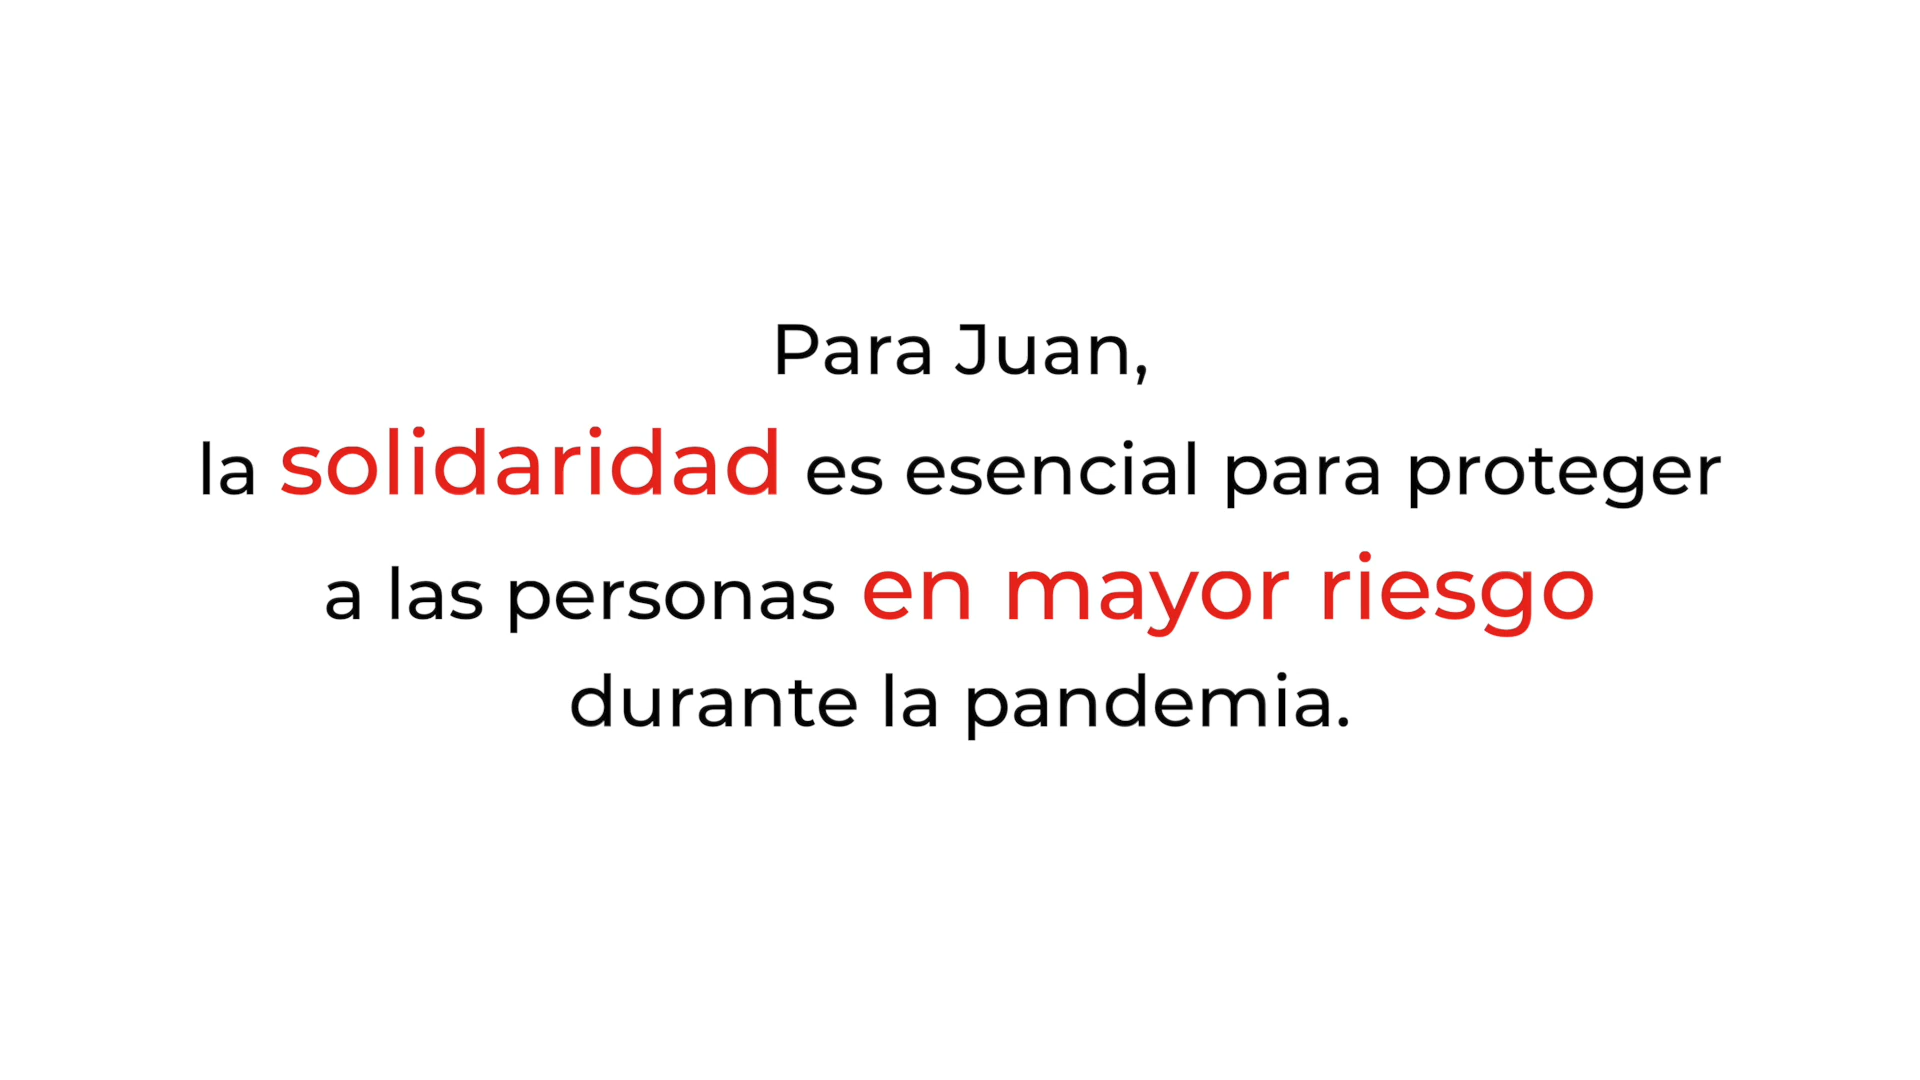 Para Juan,
la solidaridad es esencial para proteger
a las personas en mayor riesgo
durante la pandemia.